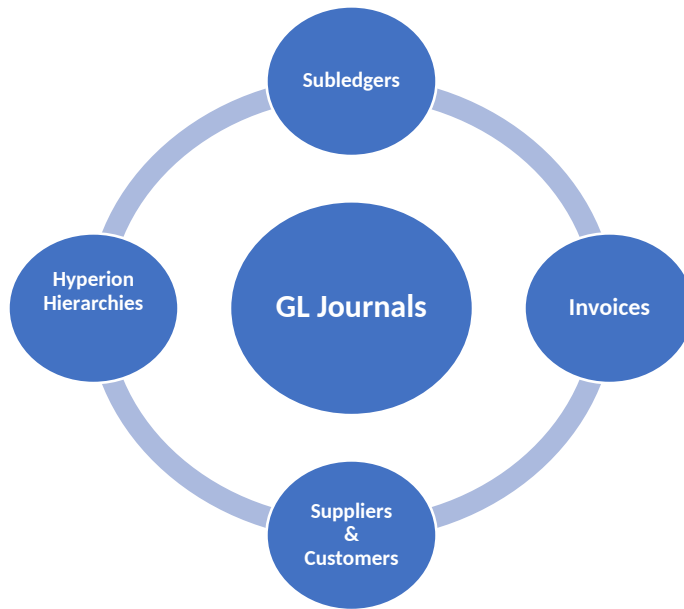 Subledgers
Hyperion
Hierarchies
GL Journals
Invoices
Suppliers
&
Customers